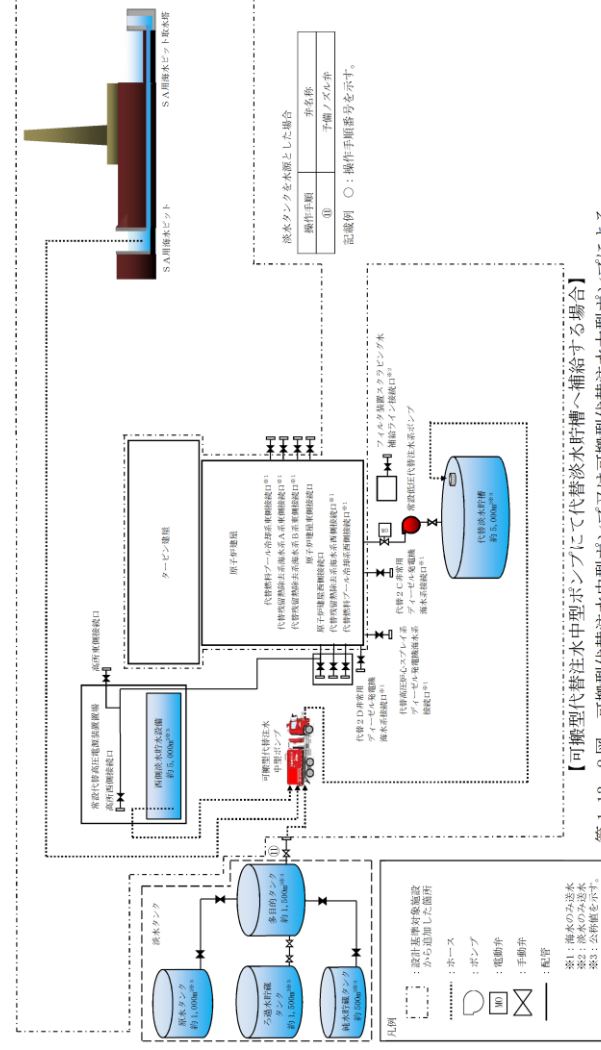 淡水タンク
原水タンク
約1,000m³※3
ろ過水貯蔵
タンク
約1,500m³※3
純水貯蔵タンク
約500m³※3
多目的タンク
約1,500m³※3
⑪
常設代替高圧電源装置置場
高所西側接続口
高所東側接続口
西側淡水貯水設備
約5,000m³※3
可搬型代替注水
中型ポンプ
タービン建屋
原子炉建屋
代替燃料プール冷却系東側接続口※1
代替残留熱除去系海水系A系東側接続口※1
代替残留熱除去系海水系B系東側接続口※1
原子炉建屋東側接続口
原子炉建屋西側接続口
代替残留熱除去系海水系西側接続口※1
代替燃料プール冷却系西側接続口※1
代替2D非常用
ディーゼル発電機
海水系接続口※1
代替高圧炉心スプレイ系
ディーゼル発電機海水系
接続口※1
代替2C非常用
ディーゼル発電機
海水系接続口※1
フィルタ装置スクラビング水
補給ライン接続口※2
常設低圧代替注水系ポンプ
代替淡水貯槽
約5,000m³※3
SA用海水ピット
SA用海水ピット取水塔
淡水タンクを水源とした場合
操作手順 弁名称
⑪ 予備ノズル弁
記載例 ○：操作手順番号を示す。
凡例
：設計基準対象施設
から追加した箇所
：ホース
：ポンプ
MO ：電動弁
：手動弁
：配管
※1：海水のみ送水
※2：淡水のみ送水
※3：公称値を示す。
【可搬型代替注水中型ポンプにて代替淡水貯槽へ補給する場合】